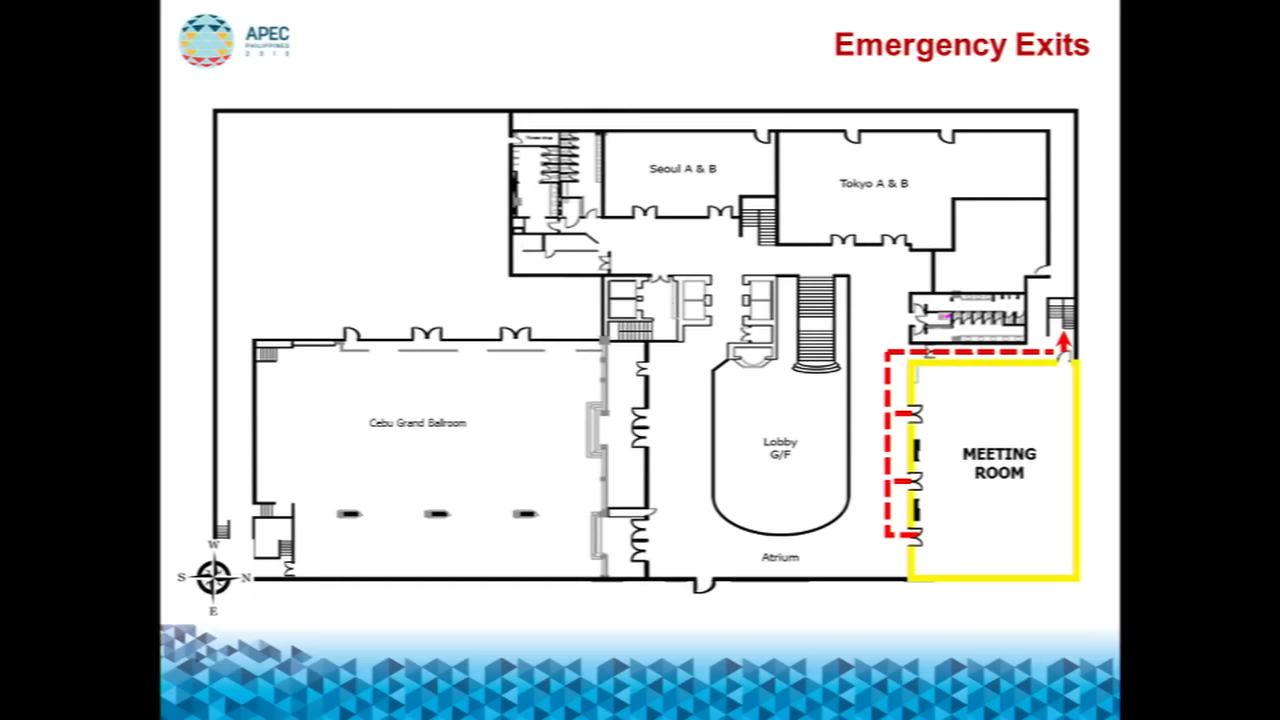 APEC
PHILIPPINES
2015
Emergency Exits
Seoul A & B
Tokyo A & B
Cebu Grand Ballroom
Lobby
G/F
MEETING
ROOM
Atrium
W
S
N
E